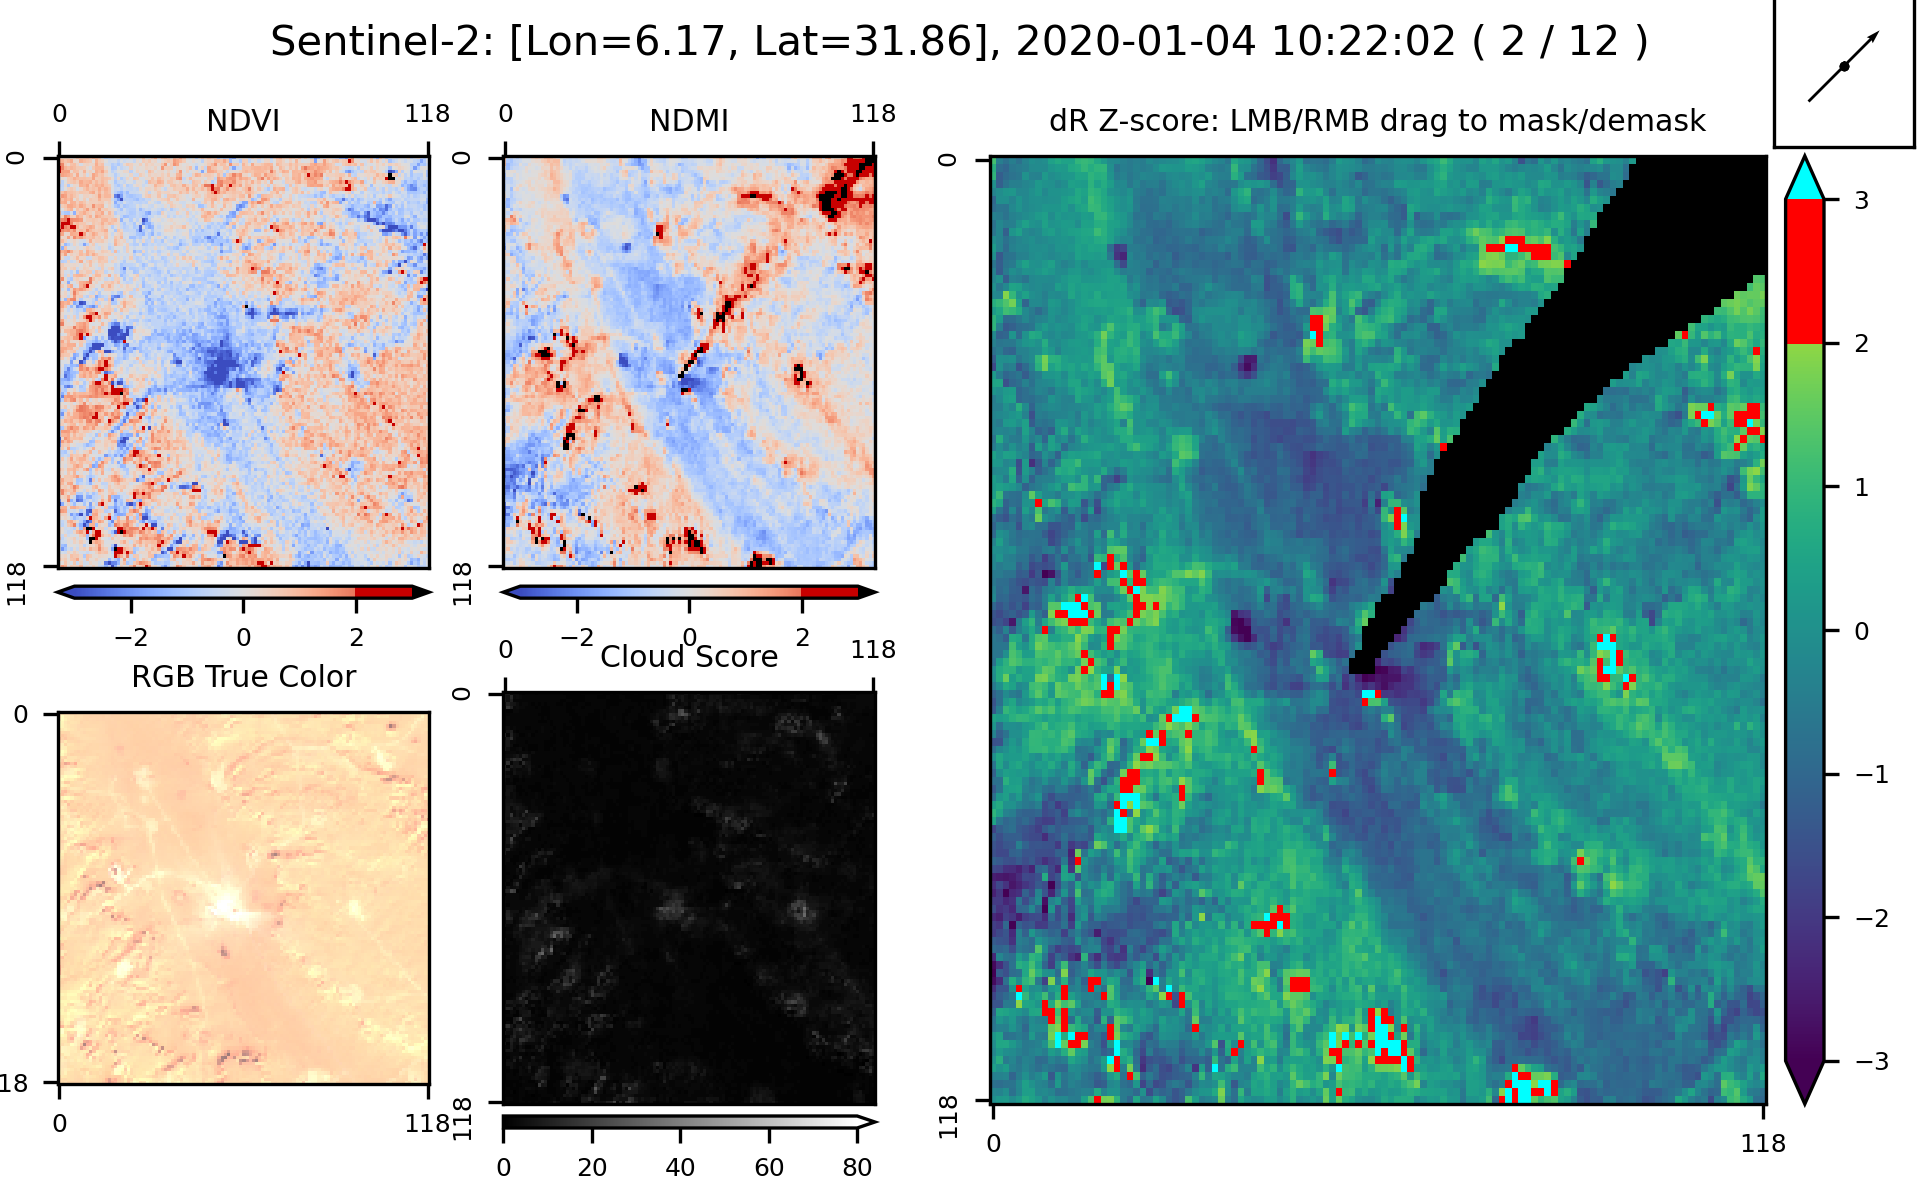 Sentinel-2: [Lon=6.17, Lat=31.86], 2020-01-04 10:22:02 ( 2 / 12 )
0 118 0 118
NDVI NDMI dR Z-score: LMB/RMB drag to mask/demask
0 0 0
3
2
1
0
−1
−2
−3
118 118
−2 0 2 −2 0 2
0 118
RGB True Color Cloud Score
0 0
18 118 118
0 118 0 118
0 20 40 60 80